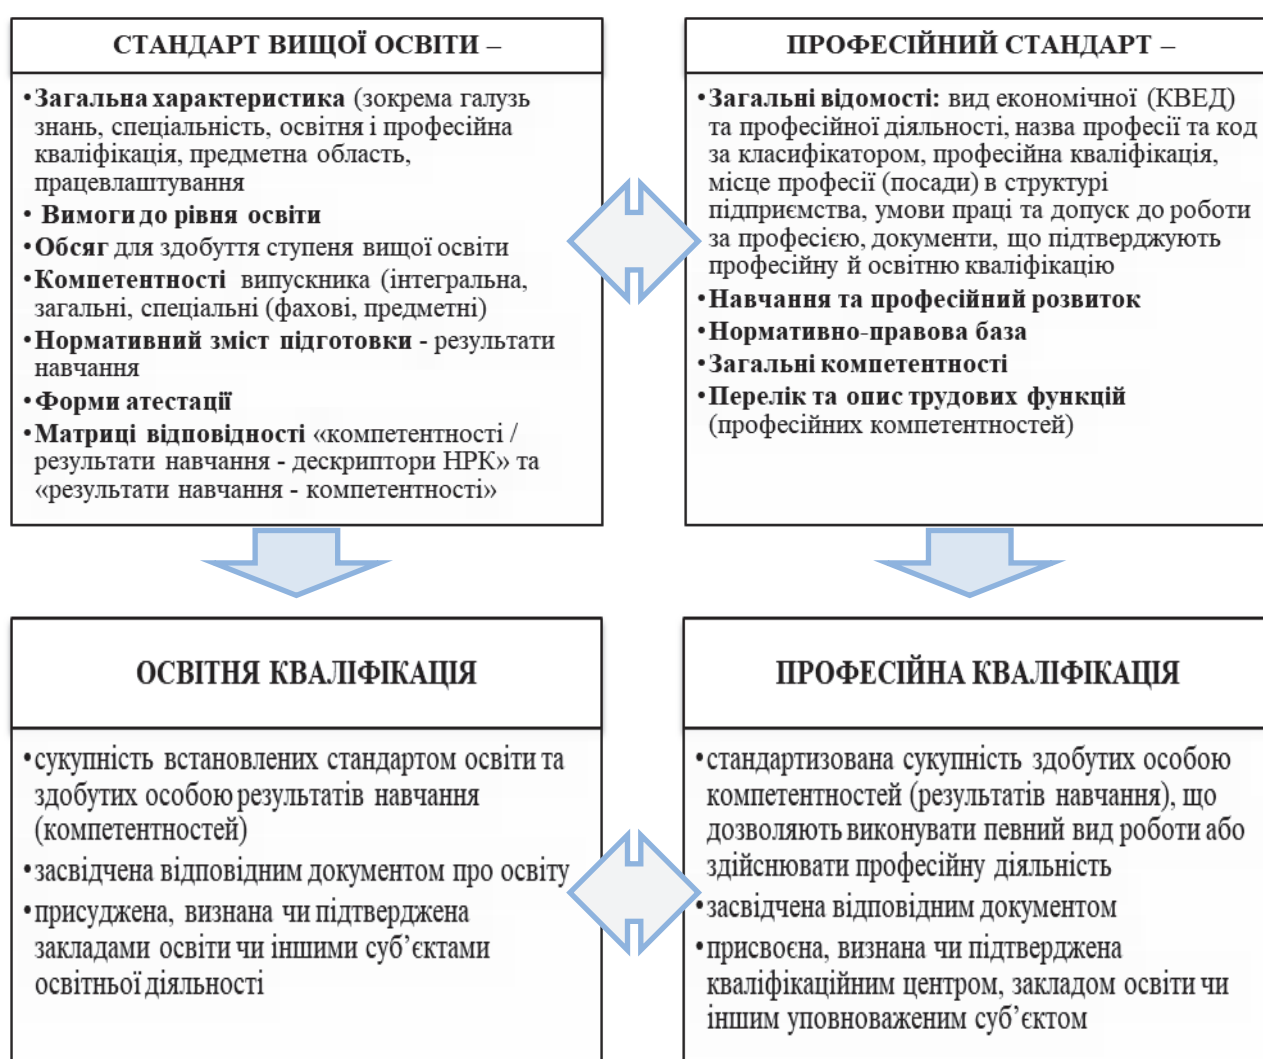 СТАНДАРТ ВИЩОЇ ОСВІТИ –
•Загальна характеристика (зокрема галузь
знань, спеціальність, освітня і професійна
кваліфікація, предметна область,
працевлаштування
• Вимоги до рівня освіти
•Обсяг для здобуття ступеня вищої освіти
•Компетентності випускника (інтегральна,
загальні, спеціальні (фахові, предметні)
•Нормативний зміст підготовки - результати
навчання
•Форми атестації
•Матриці відповідності «компетентності /
результати навчання - дескриптори НРК» та
«результати навчання - компетентності»
ПРОФЕСІЙНИЙ СТАНДАРТ –
•Загальні відомості: вид економічної (КВЕД)
та професійної діяльності, назва професії та код
за класифікатором, професійна кваліфікація,
місце професії (посади) в структурі
підприємства, умови праці та допуск до роботи
за професією, документи, що підтверджують
професійну й освітню кваліфікацію
•Навчання та професійний розвиток
•Нормативно-правова база
•Загальні компетентності
•Перелік та опис трудових функцій
(професійних компетентностей)
ОСВІТНЯ КВАЛІФІКАЦІЯ
•сукупність встановлених стандартом освіти та
здобутих особою результатів навчання
(компетентностей)
•засвідчена відповідним документом про освіту
•присуджена, визнана чи підтверджена
закладами освіти чи іншими суб’єктами
освітньої діяльності
ПРОФЕСІЙНА КВАЛІФІКАЦІЯ
•стандартизована сукупність здобутих особою
компетентностей (результатів навчання), що
дозволяють виконувати певний вид роботи або
здійснювати професійну діяльність
•засвідчена відповідним документом
•присвоєна, визнана чи підтверджена
кваліфікаційним центром, закладом освіти чи
іншим уповноваженим суб’єктом